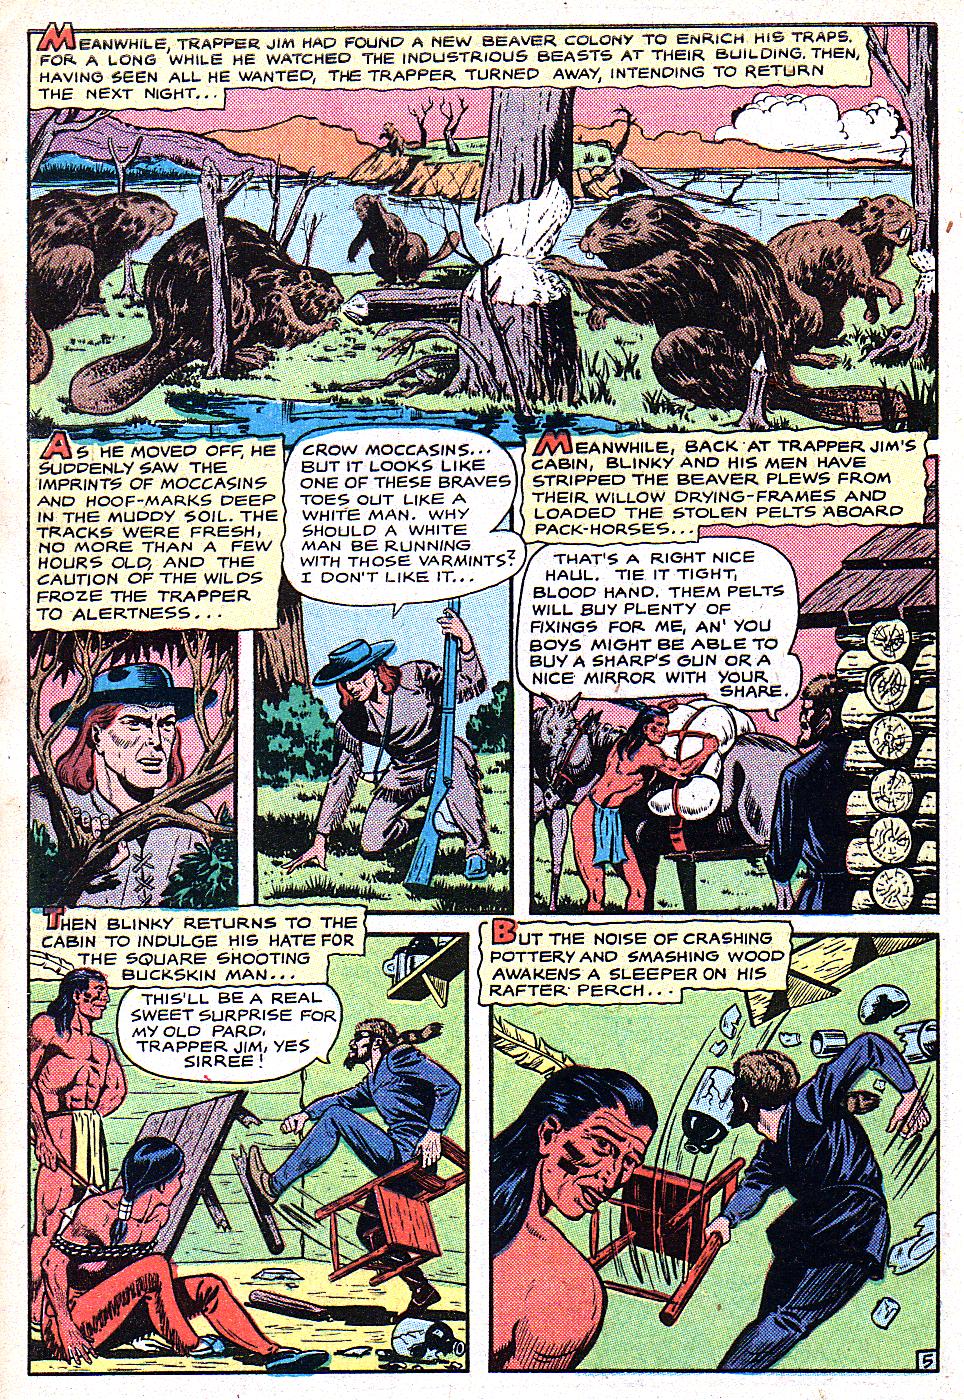 MEANWHILE, TRAPPER JIM HAD FOUND A NEW BEAVER COLONY TO ENRICH HIS TRAPS.
FOR A LONG WHILE HE WATCHED THE INDUSTRIOUS BEASTS AT THEIR BUILDING. THEN,
HAVING SEEN ALL HE WANTED, THE TRAPPER TURNED AWAY, INTENDING TO RETURN
THE NEXT NIGHT...
AS HE MOVED OFF, HE
SUDDENLY SAW THE
IMPRINTS OF MOCCASINS
AND HOOF-MARKS DEEP
IN THE MUDDY SOIL. THE
TRACKS WERE FRESH,
NO MORE THAN A FEW
HOURS OLD, AND THE
CAUTION OF THE WILDS
FROZE THE TRAPPER
TO ALERTNESS...
CROW MOCCASINS...
BUT IT LOOKS LIKE
ONE OF THESE BRAVES
TOES OUT LIKE A
WHITE MAN. WHY
SHOULD A WHITE
MAN BE RUNNING
WITH THOSE VARMINTS?
I DON'T LIKE IT...
MEANWHILE, BACK AT TRAPPER JIM'S
CABIN, BLINKY AND HIS MEN HAVE
STRIPPED THE BEAVER PLEWS FROM
THEIR WILLOW DRYING-FRAMES AND
LOADED THE STOLEN PELTS ABOARD
PACK-HORSES...
THAT'S A RIGHT NICE
HAUL. TIE IT TIGHT,
BLOOD HAND. THEM PELTS
WILL BUY PLENTY OF
FIXINGS FOR ME, AN' YOU
BOYS MIGHT BE ABLE TO
BUY A SHARP'S GUN OR A
NICE MIRROR WITH YOUR
SHARE.
THEN BLINKY RETURNS TO THE
CABIN TO INDULGE HIS HATE FOR
THE SQUARE SHOOTING
BUCKSKIN MAN...
THIS'LL BE A REAL
SWEET SURPRISE FOR
MY OLD PARD,
TRAPPER JIM, YES
SIRREE!
BUT THE NOISE OF CRASHING
POTTERY AND SMASHING WOOD
AWAKENS A SLEEPER ON HIS
RAFTER PERCH...
5